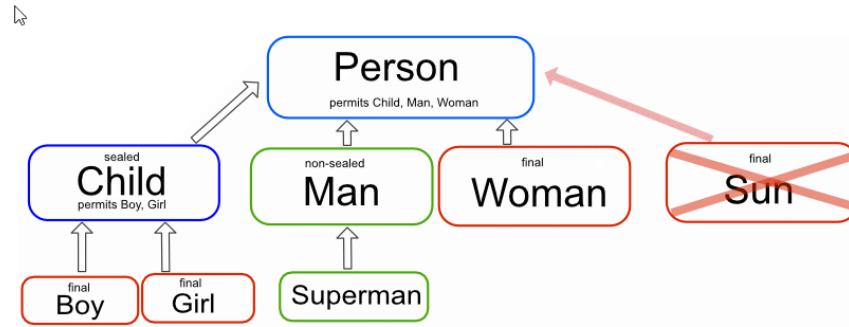 Person
permits Child, Man, Woman
sealed
Child
permits Boy, Girl
non-sealed
Man
final
Woman
final
Sun
final
Boy
final
Girl
Superman